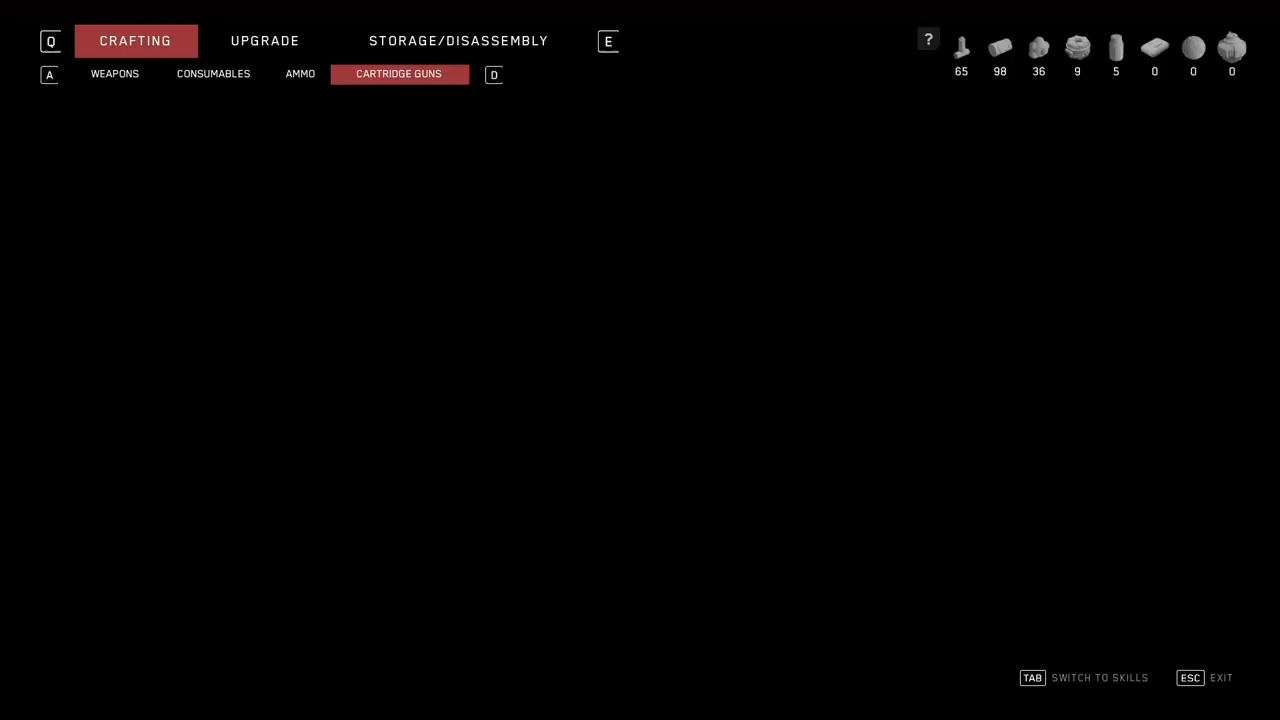 Q CRAFTING UPGRADE STORAGE/DISASSEMBLY E ?
A WEAPONS CONSUMABLES AMMO CARTRIDGE GUNS D
65 98 36 9 5 0 0 0
TAB SWITCH TO SKILLS ESC EXIT